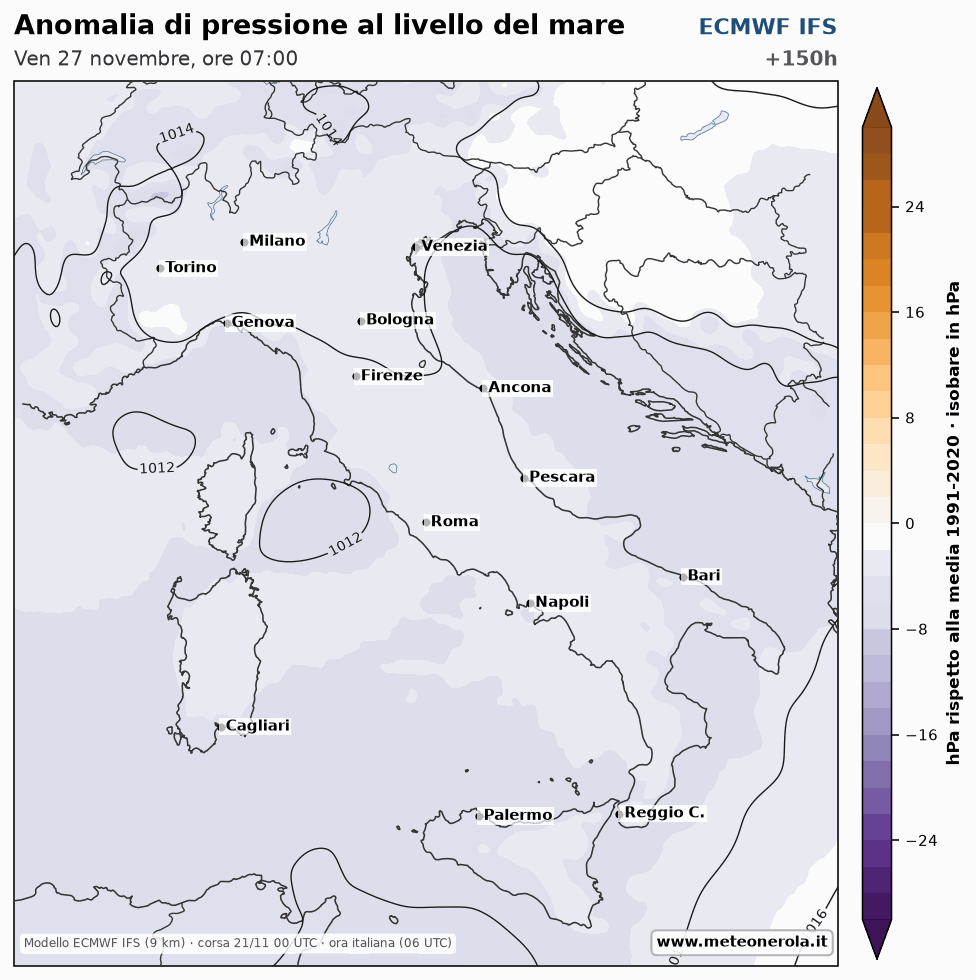 Anomalia di pressione al livello del mare
ECMWF IFS
Ven 27 novembre, ore 07:00
+150h
1014
101
Milano
Venezia
Torino
Genova
Bologna
Firenze
Ancona
1012
Pescara
Roma
1012
Bari
Napoli
Cagliari
Palermo
Reggio C.
016
0
Modello ECMWF IFS (9 km) · corsa 21/11 00 UTC · ora italiana (06 UTC)
www.meteonerola.it
24
16
8
0
−8
−16
−24
hPa rispetto alla media 1991-2020 · isobare in hPa